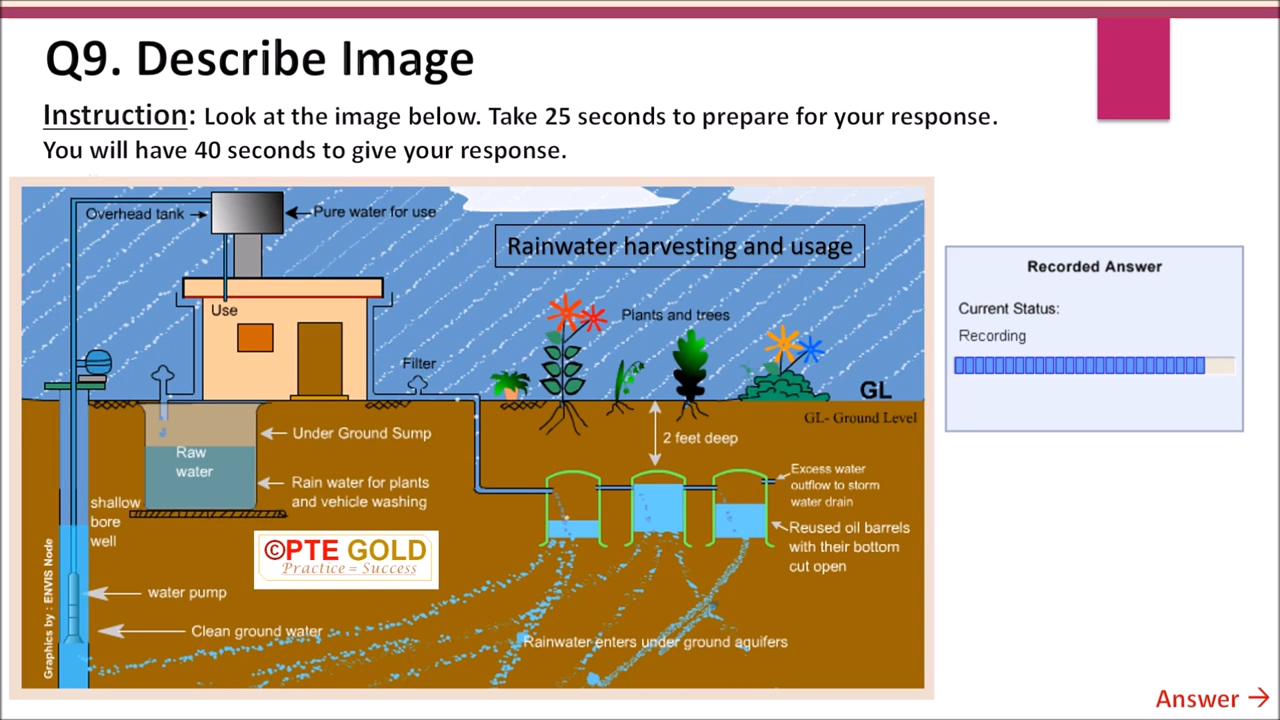 Q9. Describe Image
Instruction: Look at the image below. Take 25 seconds to prepare for your response.
You will have 40 seconds to give your response.
Overhead tank
Pure water for use
Rainwater harvesting and usage
Use
Plants and trees
Filter
GL
GL- Ground Level
2 feet deep
Under Ground Sump
Raw
water
Rain water for plants
and vehicle washing
shallow
bore
well
Excess water
outflow to storm
water drain
Reused oil barrels
with their bottom
cut open
©PTE GOLD
Practice = Success
water pump
Clean ground water
Rainwater enters under ground aquifers
Graphics by : ENVIS Node
Recorded Answer
Current Status:
Recording
Answer →